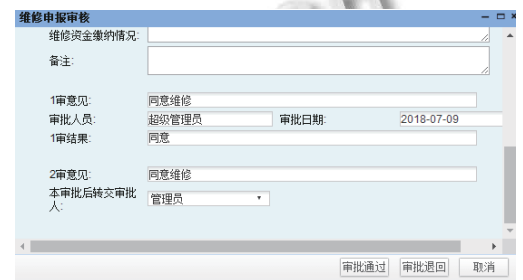 维修申报审核
维修资金缴纳情况:
备注:
1审意见: 同意维修
审批人员: 超级管理员 审批日期: 2018-07-09
1审结果: 同意
2审意见: 同意维修
本审批后转交审批
人: 管理员
审批通过 审批退回 取消